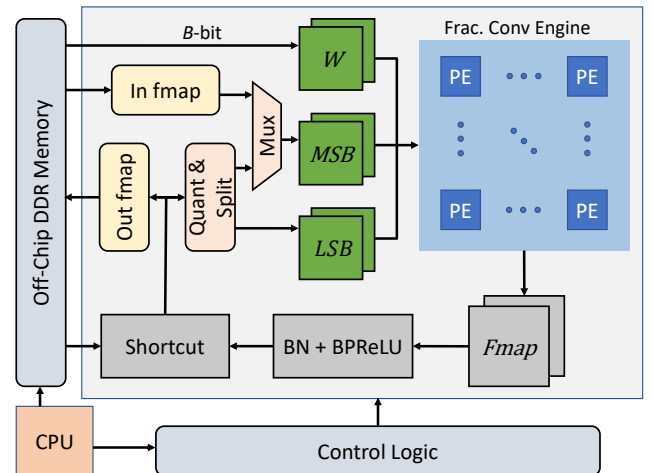 B-bit
Frac. Conv Engine
W
PE
PE
In fmap
Mux
MSB
Off-Chip DDR Memory
Out fmap
Quant &
Split
PE
PE
LSB
Shortcut
BN + BPReLU
Fmap
CPU
Control Logic